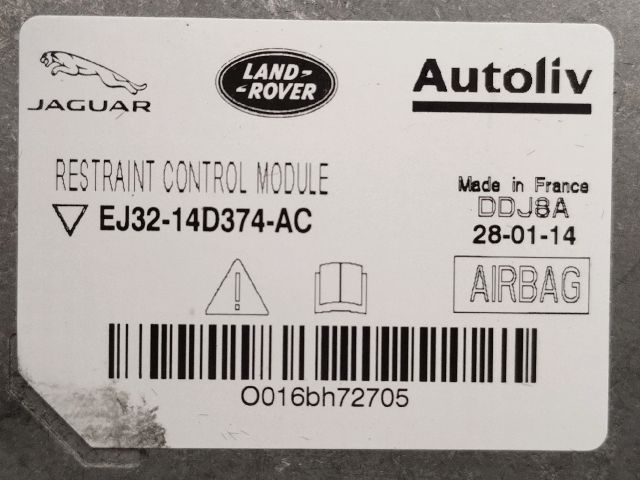 JAGUAR
LAND-
-ROVER
Autoliv
RESTRAINT CONTROL MODULE
EJ32-14D374-AC
Made in France
DDJ8A
28-01-14
AIRBAG
O016bh72705